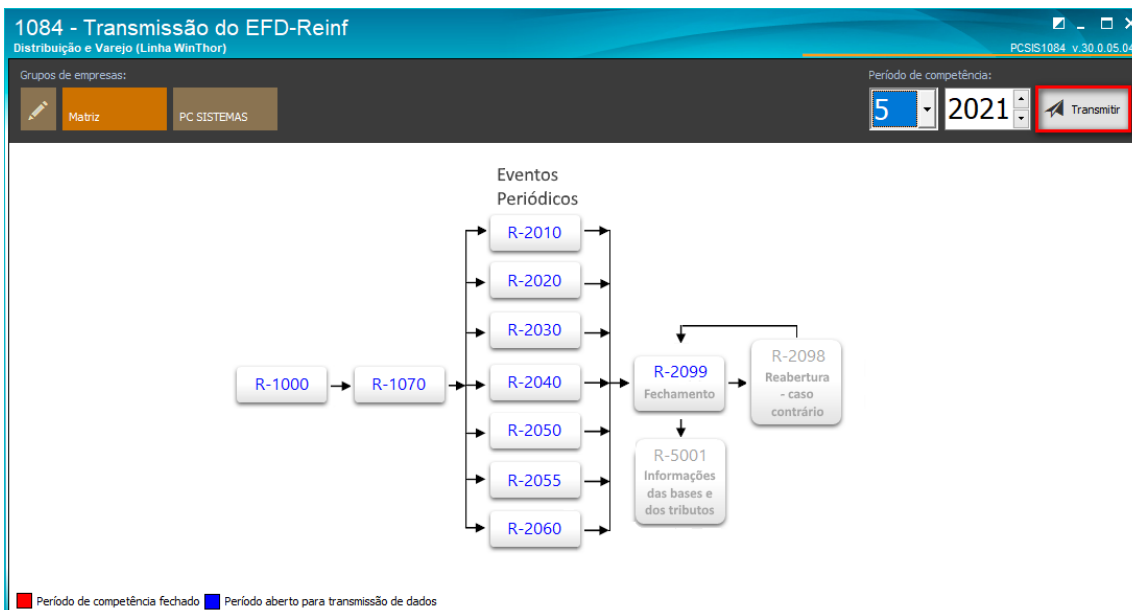 1084 - Transmissão do EFD-Reinf
Distribuição e Varejo (Linha WinThor)
PCSIS1084 v.30.0.05.04
Grupos de empresas:
Matriz
PC SISTEMAS
Período de competência:
5
2021
Transmitir
Eventos
Periódicos
R-2010
R-2020
R-2030
R-2040
R-2050
R-2055
R-2060
R-1000
R-1070
R-2099
Fechamento
R-2098
Reabertura
- caso
contrário
R-5001
Informações
das bases e
dos tributos
Período de competência fechado
Período aberto para transmissão de dados